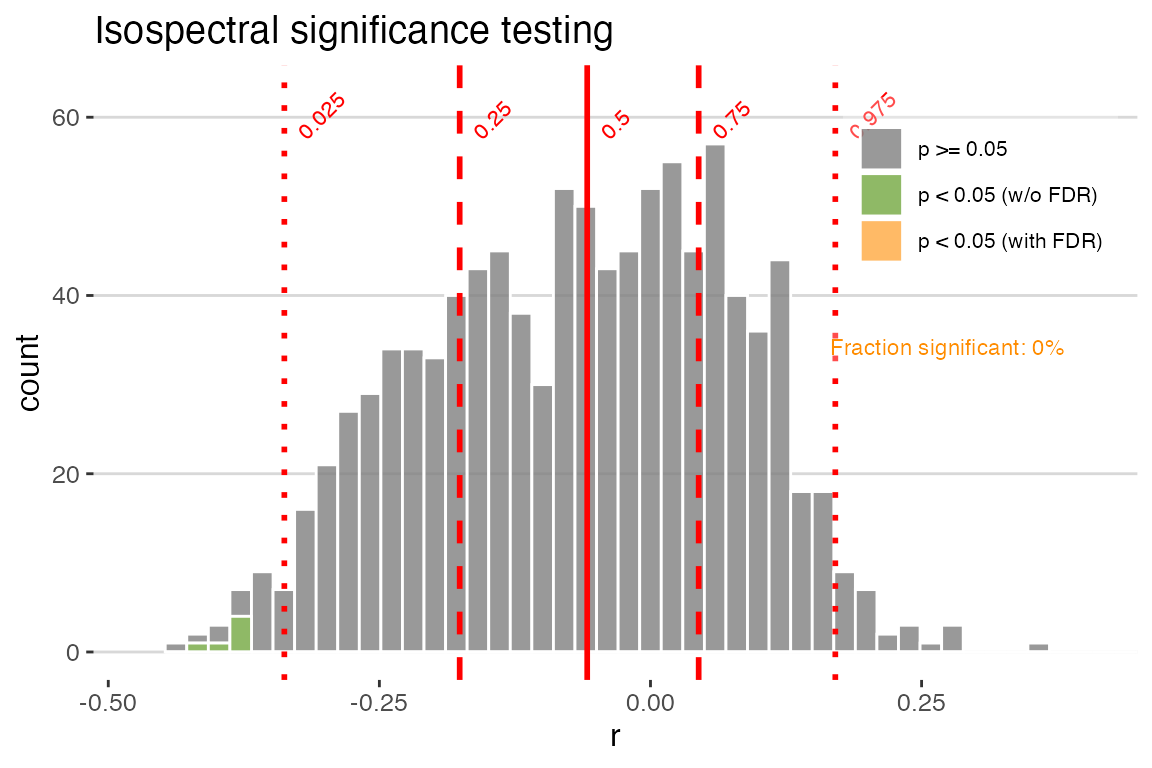 Isospectral significance testing
0.025
0.25
0.5
0.75
0.975
p >= 0.05
p < 0.05 (w/o FDR)
p < 0.05 (with FDR)
Fraction significant: 0%
60
40
20
0
count
-0.50
-0.25
0.00
0.25
r